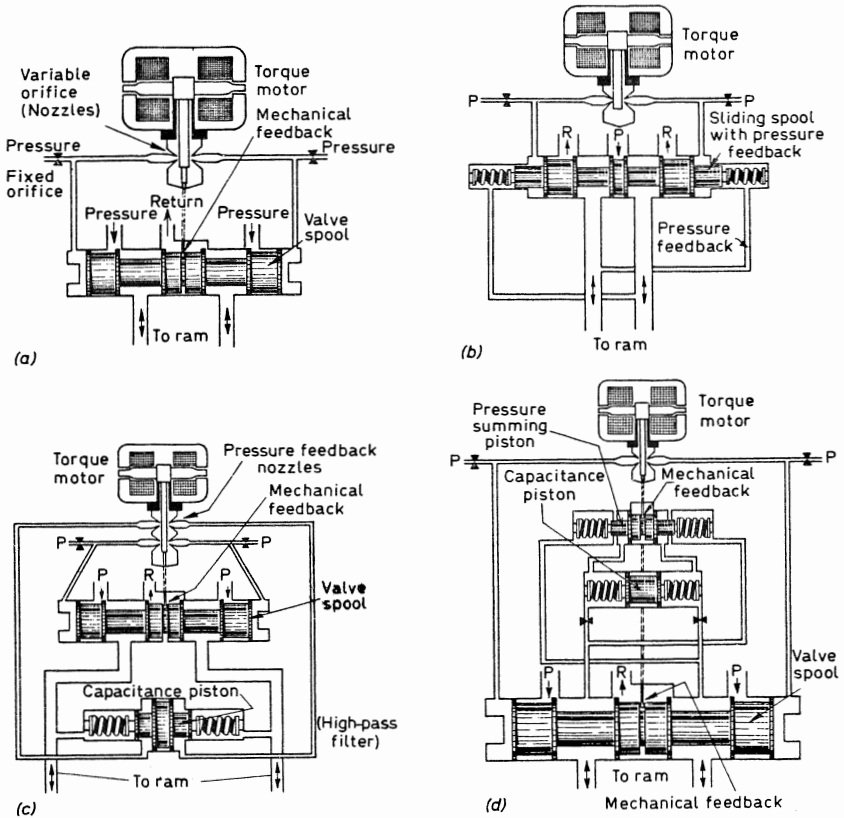 Variable
orifice
(Nozzles)
Torque
motor
Mechanical
feedback
Pressure
Pressure
Fixed
orifice
Return
Pressure
Pressure
Valve
spool
To ram
(a)
Torque
motor
P
P
R
P
R
Sliding spool
with pressure
feedback
Pressure
feedback
To ram
(b)
Torque
motor
Pressure feedback
nozzles
Mechanical
feedback
P
P
P
R
P
Valve
spool
Capacitance piston
(High-pass
filter)
To ram
(c)
Pressure
summing
piston
Torque
motor
P
P
Capacitance
piston
Mechanical
feedback
P
R
P
Valve
spool
To ram
Mechanical feedback
(d)